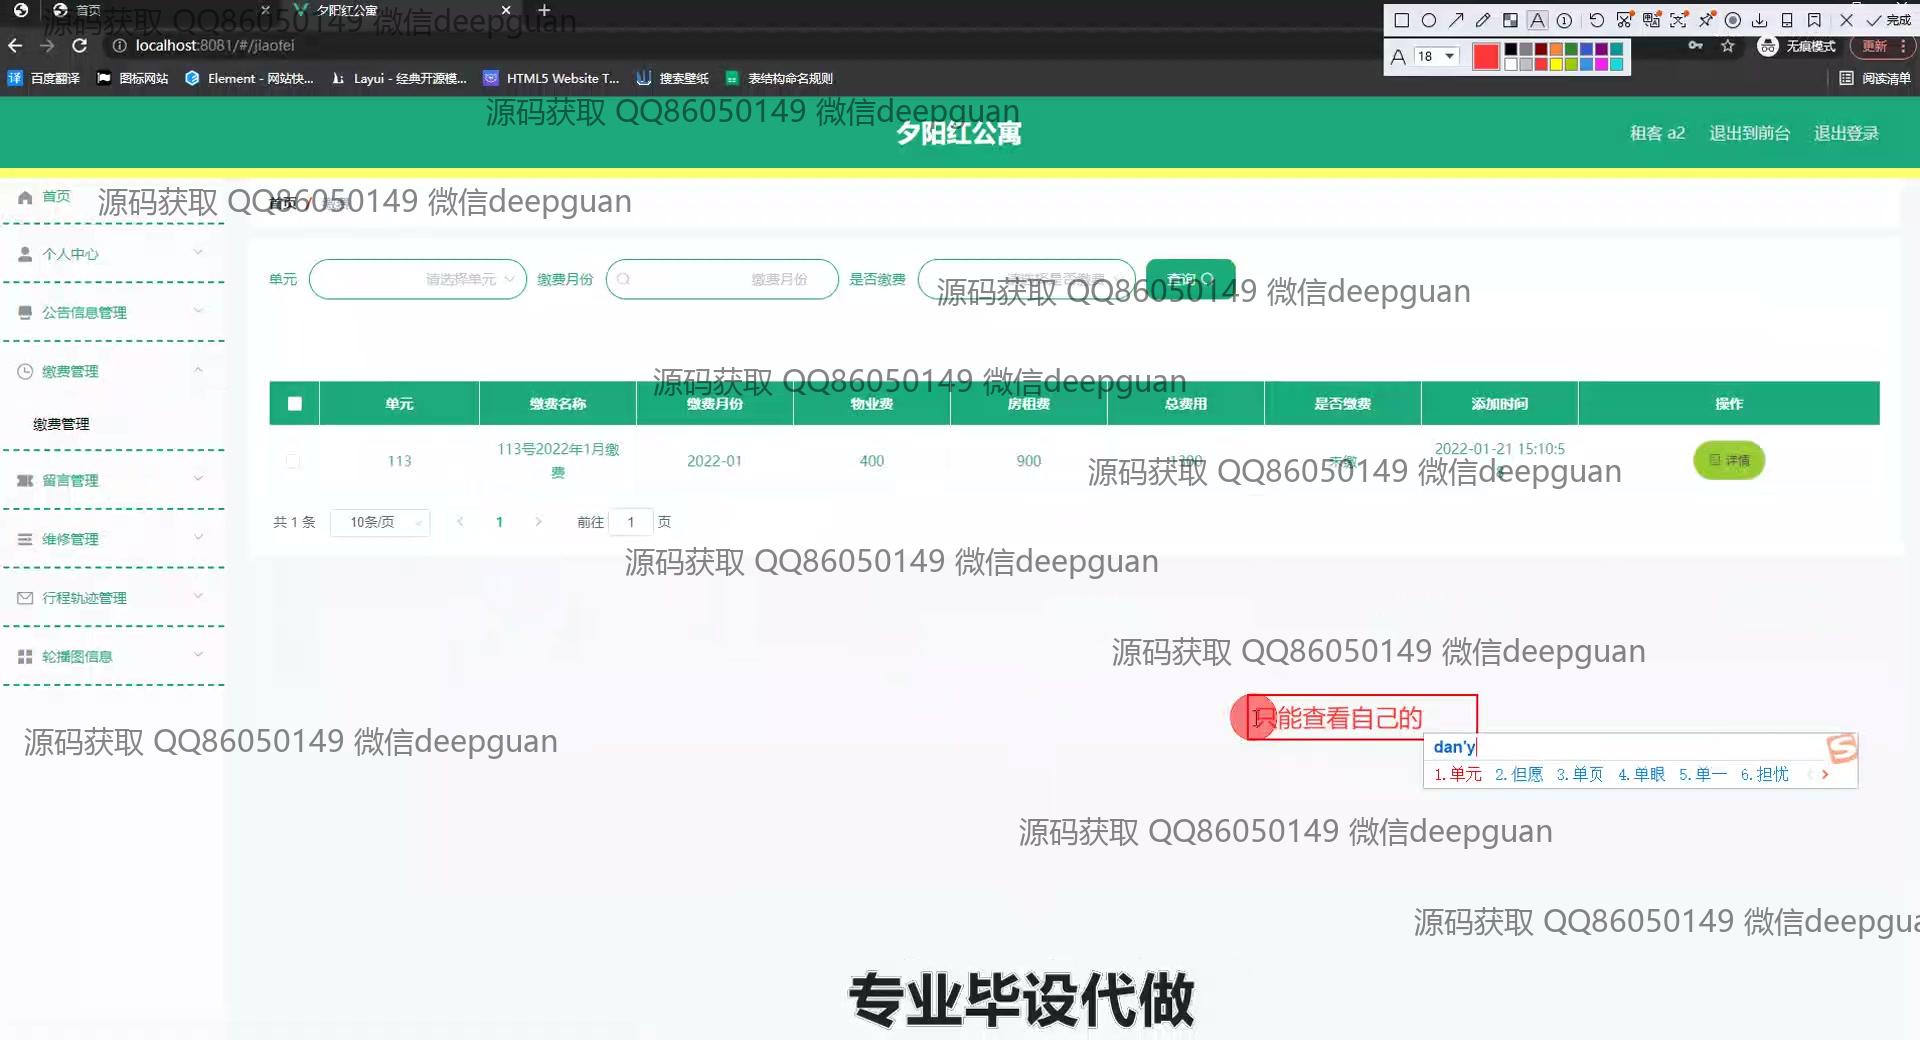 首页
夕阳红公寓
源码获取 QQ86050149 微信deepguan
完成
localhost:8081/#/jiaofei
18
无痕模式
更新
百度翻译
图标网站
Element - 网站快...
Layui - 经典开源模...
HTML5 Website T...
搜索壁纸
表结构命名规则
阅读清单
源码获取 QQ86050149 微信deepguan
夕阳红公寓
租客 a2
退出到前台
退出登录
首页
源码获取 QQ86050149 微信deepguan
首页 / 缴费
个人中心
单元
请选择单元
缴费月份
缴费月份
是否缴费
请选择是否缴费
查询
源码获取 QQ86050149 微信deepguan
公告信息管理
缴费管理
源码获取 QQ86050149 微信deepguan
单元
缴费名称
缴费月份
物业费
房租费
总费用
是否缴费
添加时间
操作
缴费管理
113
113号2022年1月缴
费
2022-01
400
900
1300
未缴
2022-01-21 15:10:5
详情
源码获取 QQ86050149 微信deepguan
留言管理
共 1 条
10条/页
1
前往
1
页
维修管理
源码获取 QQ86050149 微信deepguan
行程轨迹管理
轮播图信息
源码获取 QQ86050149 微信deepguan
只能查看自己的
源码获取 QQ86050149 微信deepguan
dan'y
1.单元 2.但愿 3.单页 4.单眼 5.单一 6.担忧
源码获取 QQ86050149 微信deepguan
源码获取 QQ86050149 微信deepgua
专业毕设代做